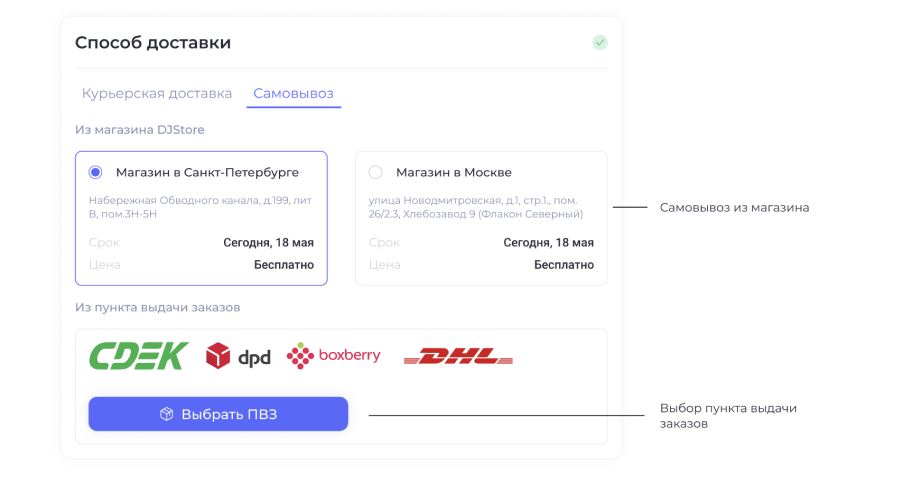 Способ доставки
Курьерская доставка Самовывоз
Из магазина DJStore
Магазин в Санкт-Петербурге
Набережная Обводного канала, д.199, лит
В, пом.3Н-5Н
Срок Сегодня, 18 мая
Цена Бесплатно
Магазин в Москве
улица Новодмитровская, д.1, стр.1., пом.
26/2.3, Хлебозавод 9 (Флакон Северный)
Срок Сегодня, 18 мая
Цена Бесплатно
Самовывоз из магазина
Из пункта выдачи заказов
CDEK dpd boxberry DHL
Выбрать ПВЗ
Выбор пункта выдачи
заказов